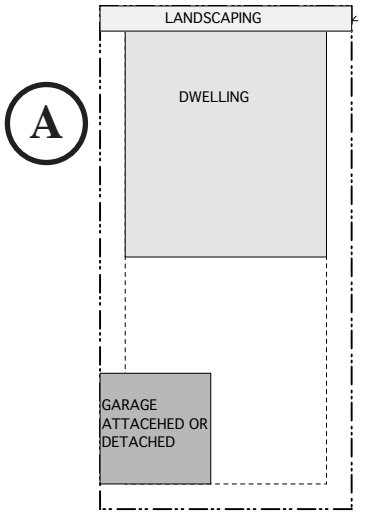 LANDSCAPING
DWELLING
A
GARAGE
ATTACEHED OR
DETACHED